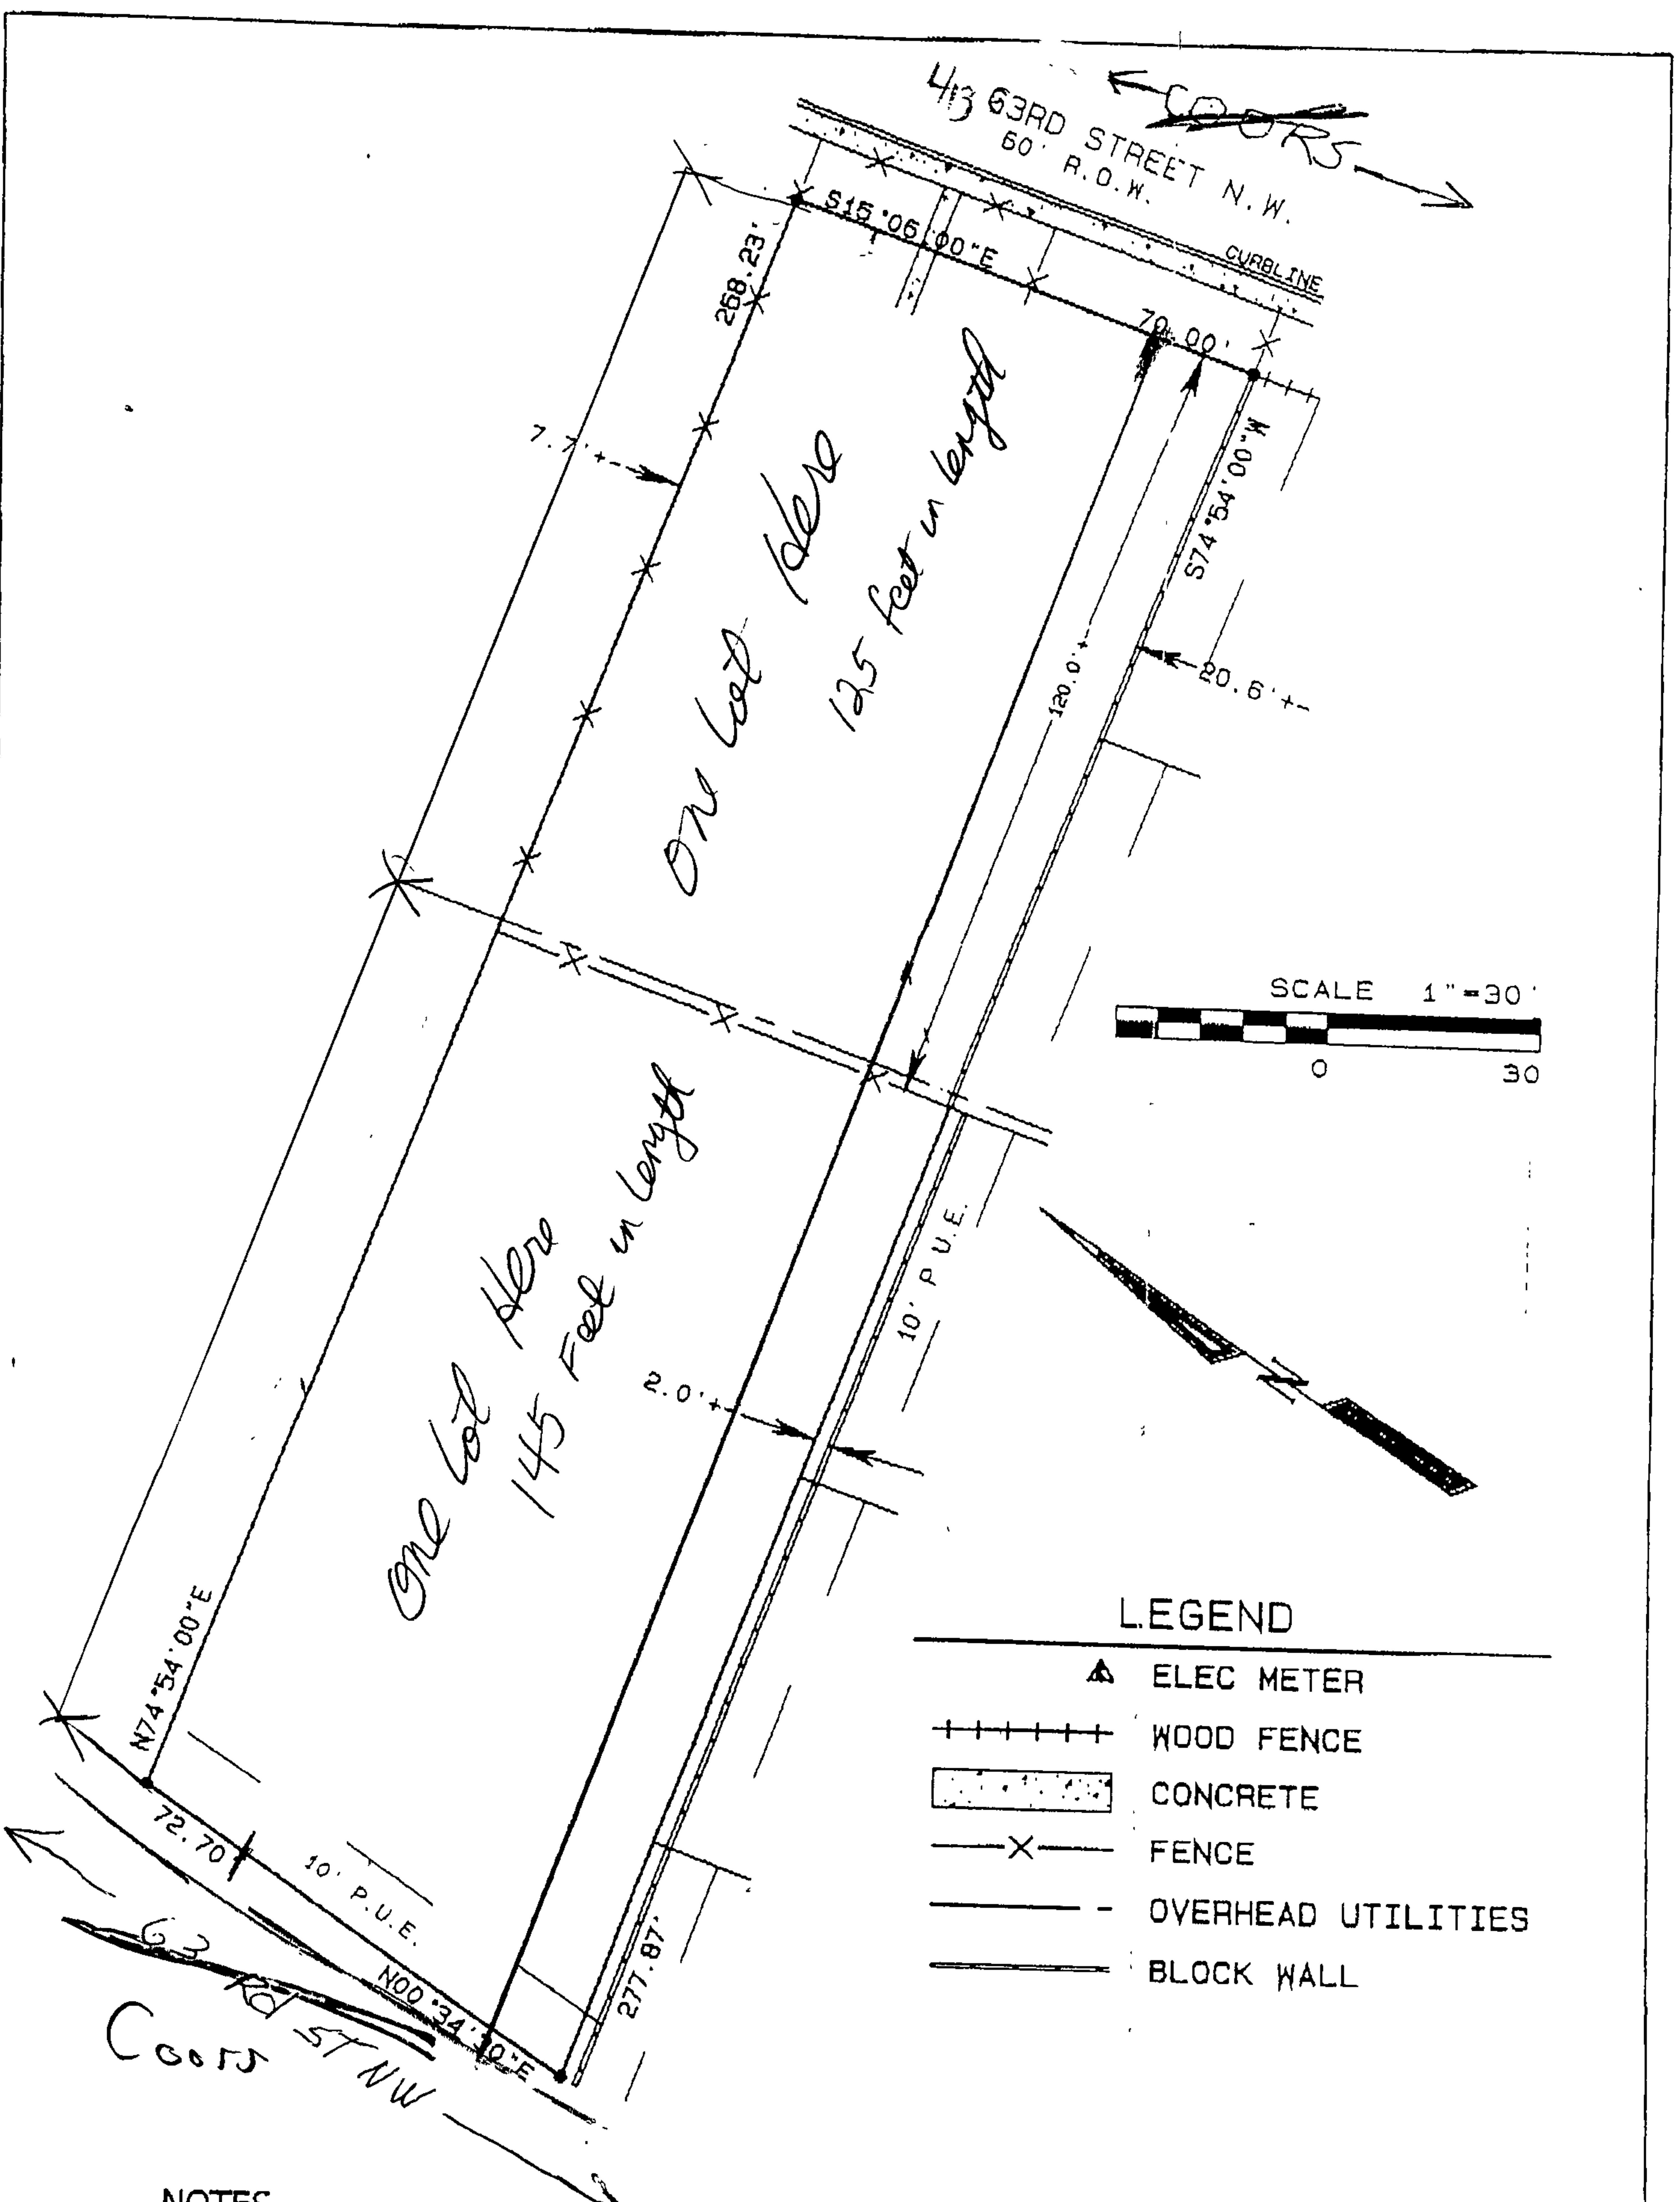 COORS
413 63RD STREET N.W.
60' R.O.W.
CURBLINE
S15°06'00"E
70.00'
268.23'
7.7'+-
One Lot Here
125 feet in length
120.0'+-
S74°54'00"W
20.6'+-
SCALE 1"=30'
0 30
One Lot Here
145 Feet in Length
10' P.U.E.
2.0'+-
N
N74°54'00"E
72.70
10' P.U.E.
N00°34'30"E
277.87'
63 Rd ST NW
Coors
LEGEND
ELEC METER
WOOD FENCE
CONCRETE
FENCE
OVERHEAD UTILITIES
BLOCK WALL
NOTES